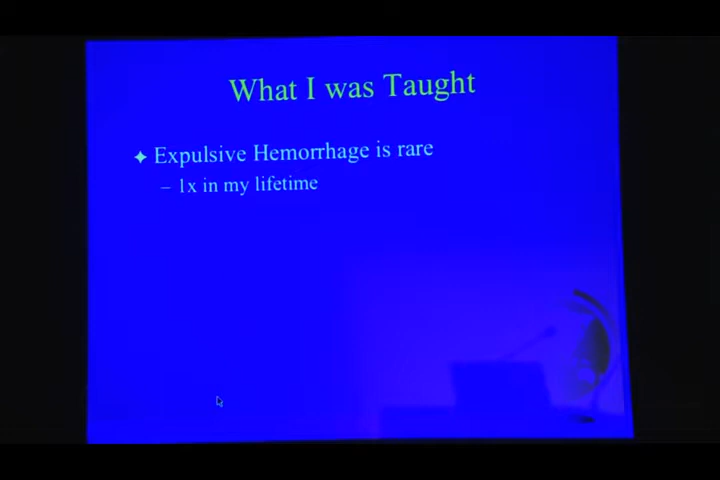 What I was Taught
✦ Expulsive Hemorrhage is rare
– 1x in my lifetime